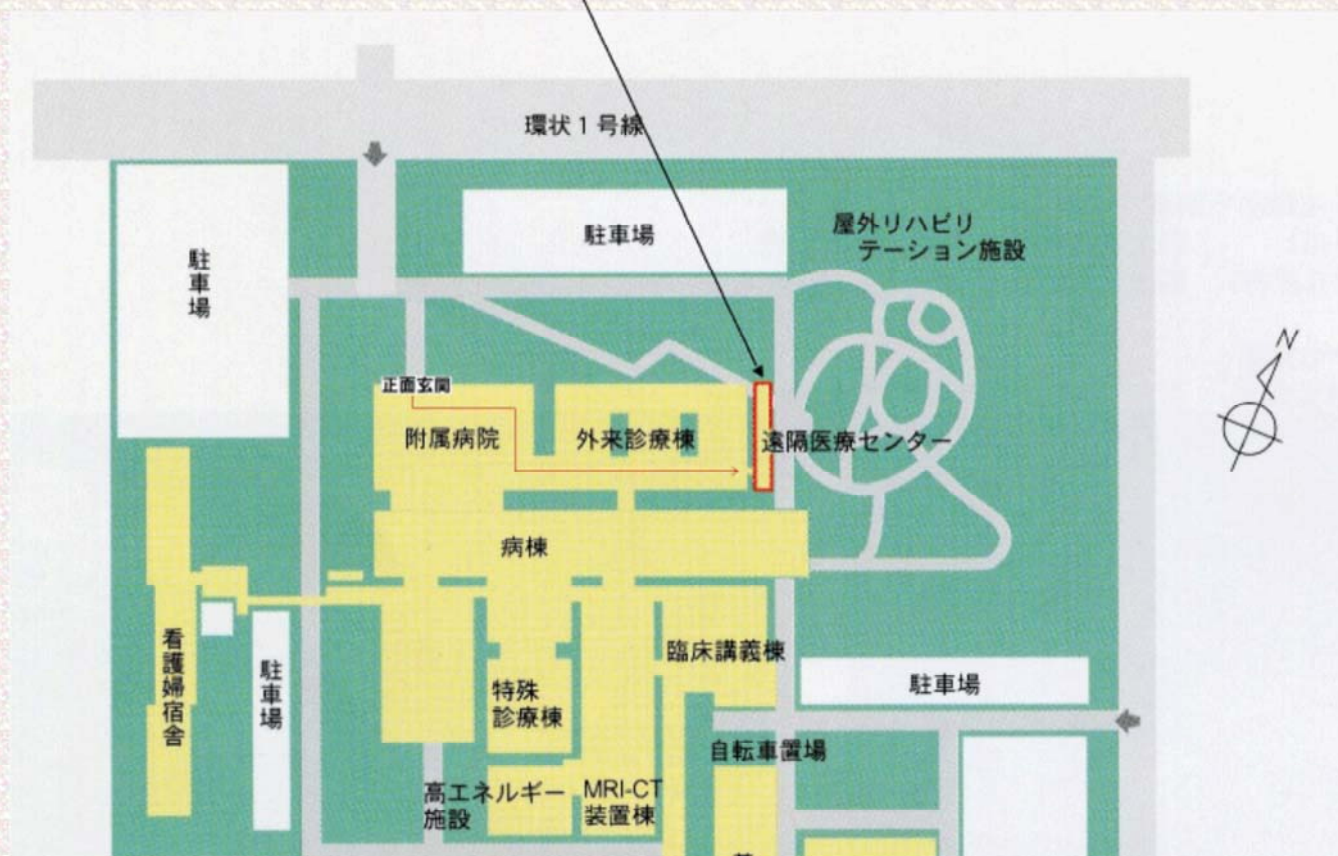 環状１号線
駐車場
屋外リハビリ
テーション施設
駐車場
N
正面玄関
附属病院
外来診療棟
遠隔医療センター
病棟
看護婦宿舎
駐車場
臨床講義棟
特殊
診療棟
駐車場
自転車置場
高エネルギー
施設
MRI-CT
装置棟